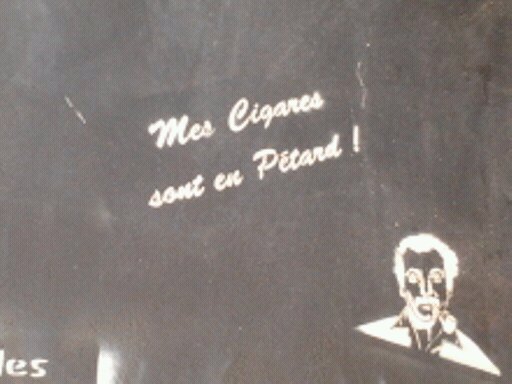 Mes Cigares
sont en Pétard !
les